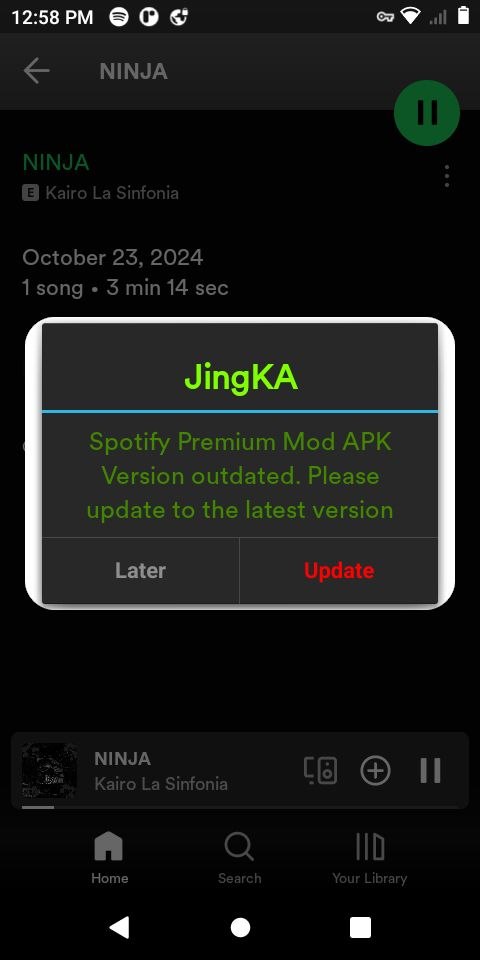 12:58 PM
NINJA
NINJA
E Kairo La Sinfonia
October 23, 2024
1 song • 3 min 14 sec
JingKA
Spotify Premium Mod APK
Version outdated. Please
update to the latest version
Later Update
NINJA
Kairo La Sinfonia
Home Search Your Library